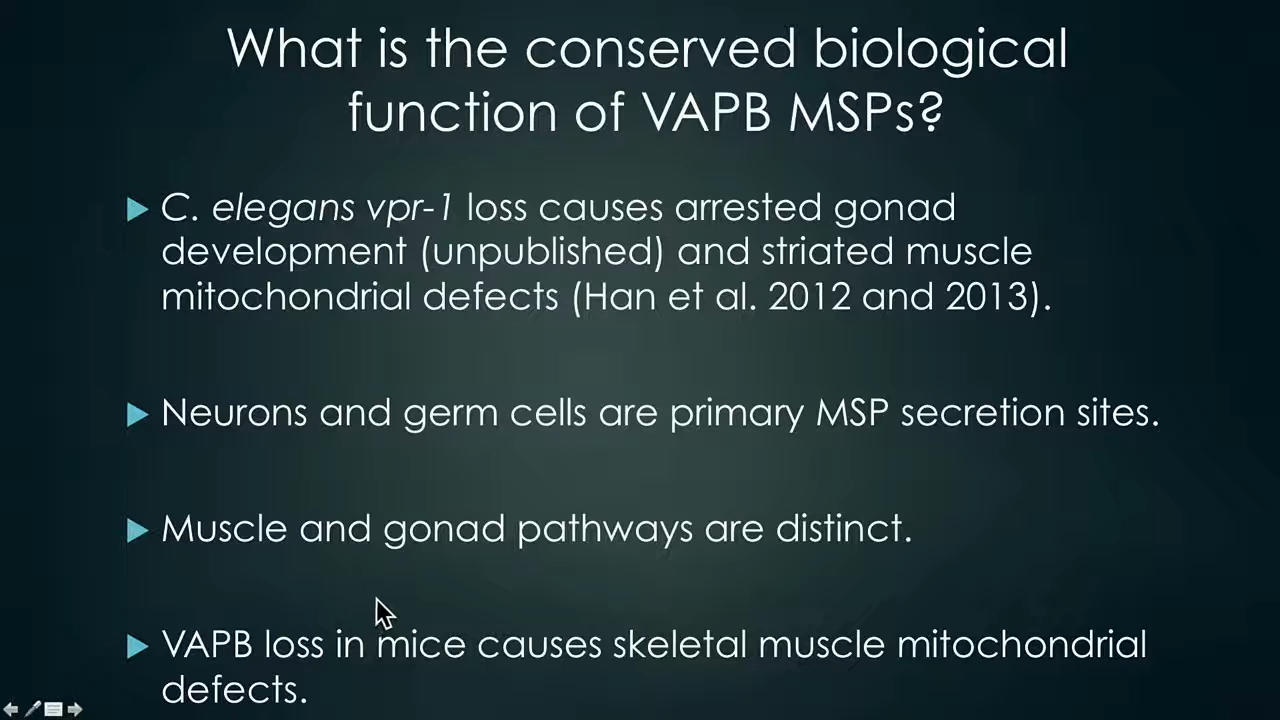 What is the conserved biological
function of VAPB MSPs?
C. elegans vpr-1 loss causes arrested gonad
development (unpublished) and striated muscle
mitochondrial defects (Han et al. 2012 and 2013).
Neurons and germ cells are primary MSP secretion sites.
Muscle and gonad pathways are distinct.
VAPB loss in mice causes skeletal muscle mitochondrial
defects.